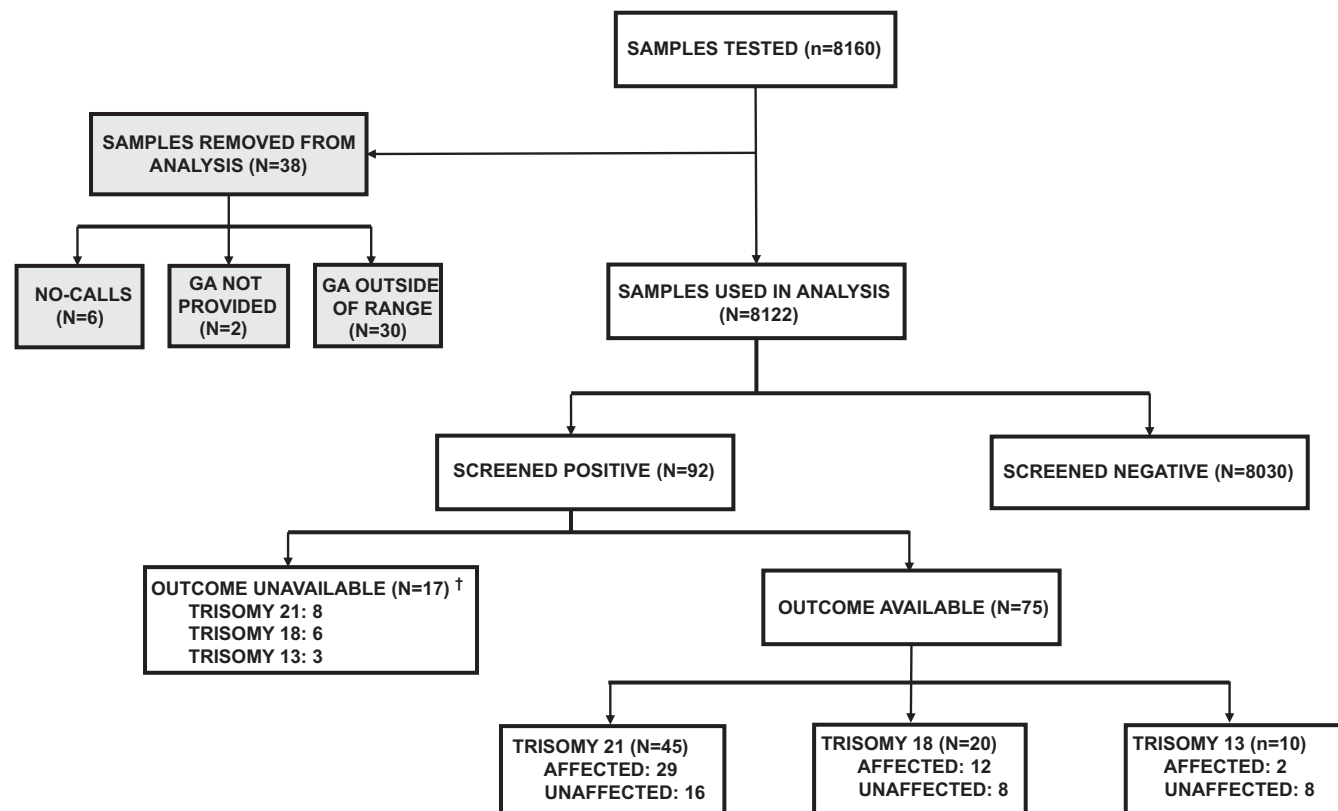 SAMPLES TESTED (n=8160)
SAMPLES REMOVED FROM
ANALYSIS (N=38)
NO-CALLS
(N=6)
GA NOT
PROVIDED
(N=2)
GA OUTSIDE
OF RANGE
(N=30)
SAMPLES USED IN ANALYSIS
(N=8122)
SCREENED POSITIVE (N=92)
SCREENED NEGATIVE (N=8030)
OUTCOME UNAVAILABLE (N=17) †
TRISOMY 21: 8
TRISOMY 18: 6
TRISOMY 13: 3
OUTCOME AVAILABLE (N=75)
TRISOMY 21 (N=45)
AFFECTED: 29
UNAFFECTED: 16
TRISOMY 18 (N=20)
AFFECTED: 12
UNAFFECTED: 8
TRISOMY 13 (n=10)
AFFECTED: 2
UNAFFECTED: 8